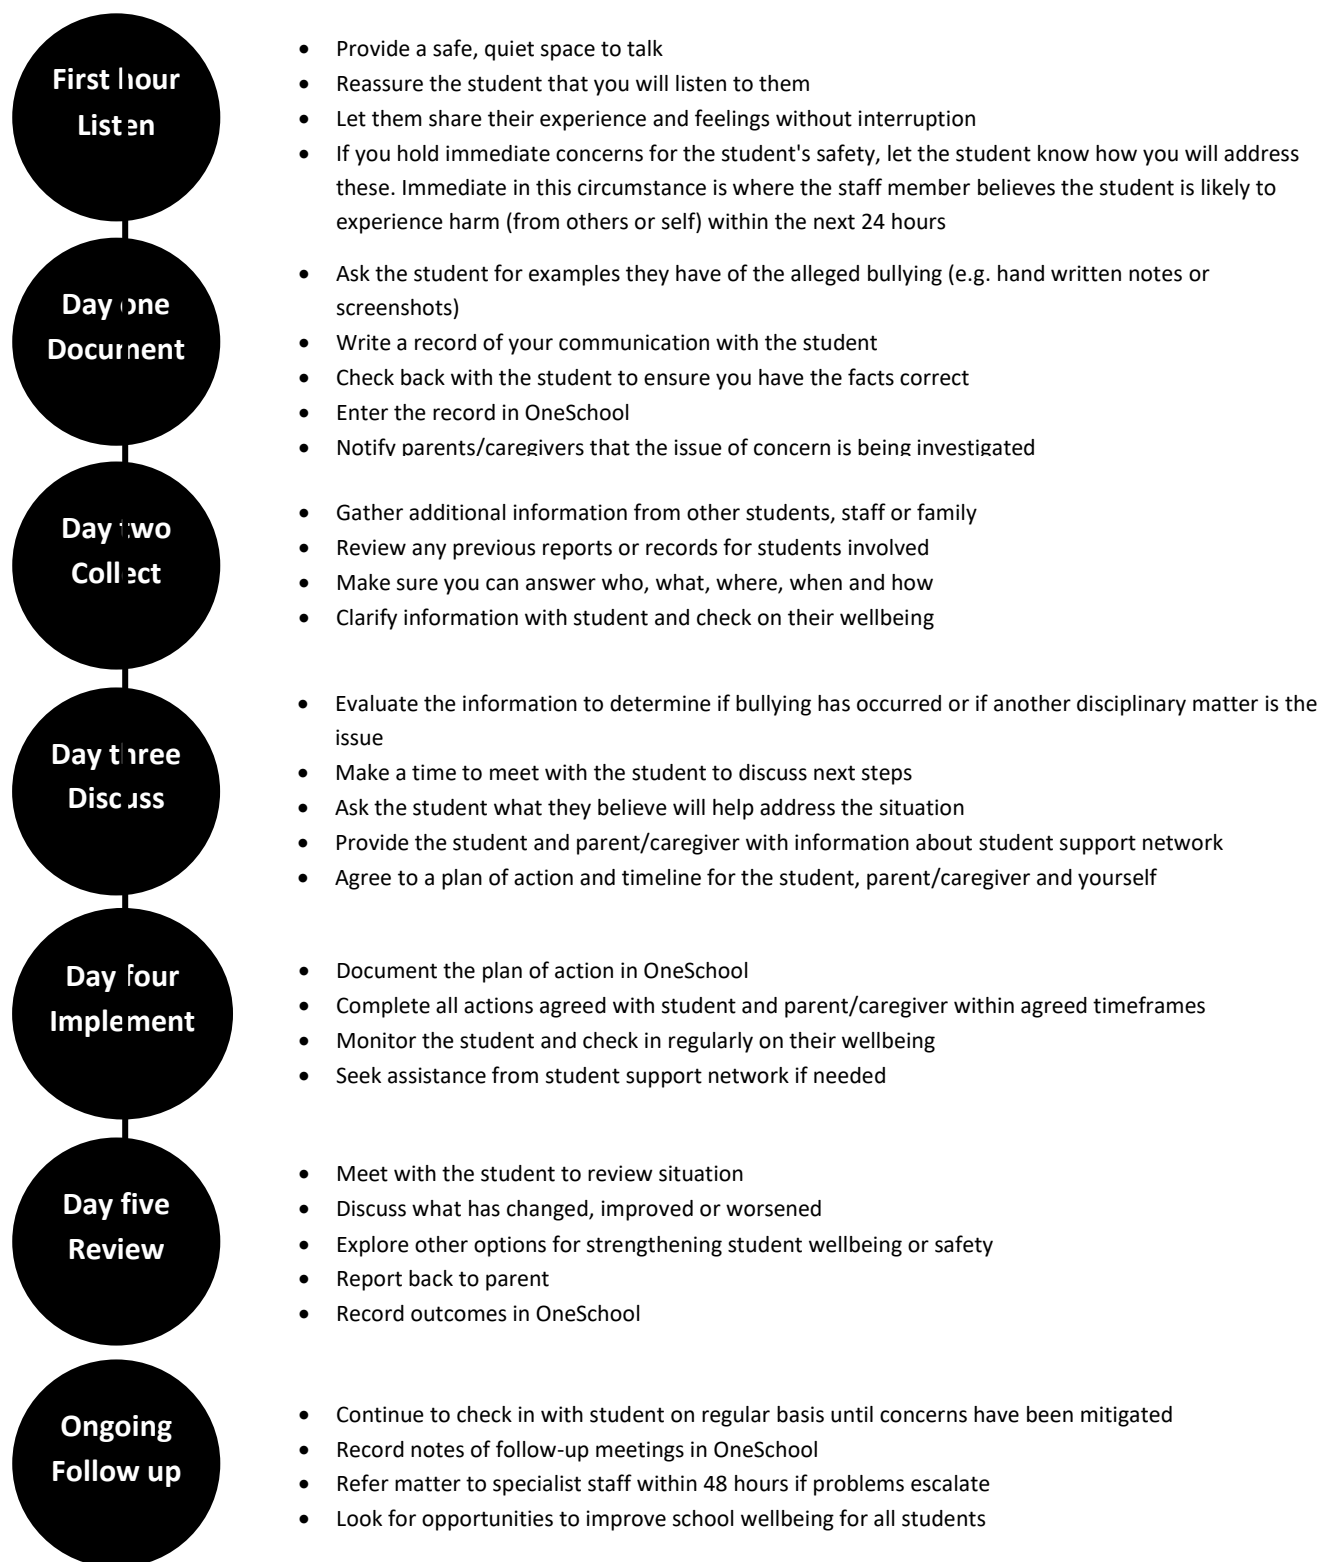 First hour
Listen
• Provide a safe, quiet space to talk
• Reassure the student that you will listen to them
• Let them share their experience and feelings without interruption
• If you hold immediate concerns for the student's safety, let the student know how you will address
these. Immediate in this circumstance is where the staff member believes the student is likely to
experience harm (from others or self) within the next 24 hours
Day one
Document
• Ask the student for examples they have of the alleged bullying (e.g. hand written notes or
screenshots)
• Write a record of your communication with the student
• Check back with the student to ensure you have the facts correct
• Enter the record in OneSchool
• Notify parents/caregivers that the issue of concern is being investigated
Day two
Collect
• Gather additional information from other students, staff or family
• Review any previous reports or records for students involved
• Make sure you can answer who, what, where, when and how
• Clarify information with student and check on their wellbeing
Day three
Discuss
• Evaluate the information to determine if bullying has occurred or if another disciplinary matter is the
issue
• Make a time to meet with the student to discuss next steps
• Ask the student what they believe will help address the situation
• Provide the student and parent/caregiver with information about student support network
• Agree to a plan of action and timeline for the student, parent/caregiver and yourself
Day four
Implement
• Document the plan of action in OneSchool
• Complete all actions agreed with student and parent/caregiver within agreed timeframes
• Monitor the student and check in regularly on their wellbeing
• Seek assistance from student support network if needed
Day five
Review
• Meet with the student to review situation
• Discuss what has changed, improved or worsened
• Explore other options for strengthening student wellbeing or safety
• Report back to parent
• Record outcomes in OneSchool
Ongoing
Follow up
• Continue to check in with student on regular basis until concerns have been mitigated
• Record notes of follow-up meetings in OneSchool
• Refer matter to specialist staff within 48 hours if problems escalate
• Look for opportunities to improve school wellbeing for all students